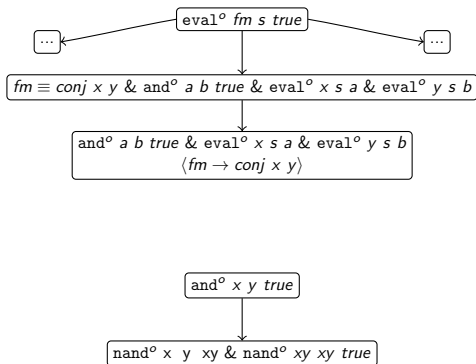 evalᵒ fm s true
... ...
fm ≡ conj x y & andᵒ a b true & evalᵒ x s a & evalᵒ y s b
andᵒ a b true & evalᵒ x s a & evalᵒ y s b
⟨fm → conj x y⟩
andᵒ x y true
nandᵒ x y xy & nandᵒ xy xy true